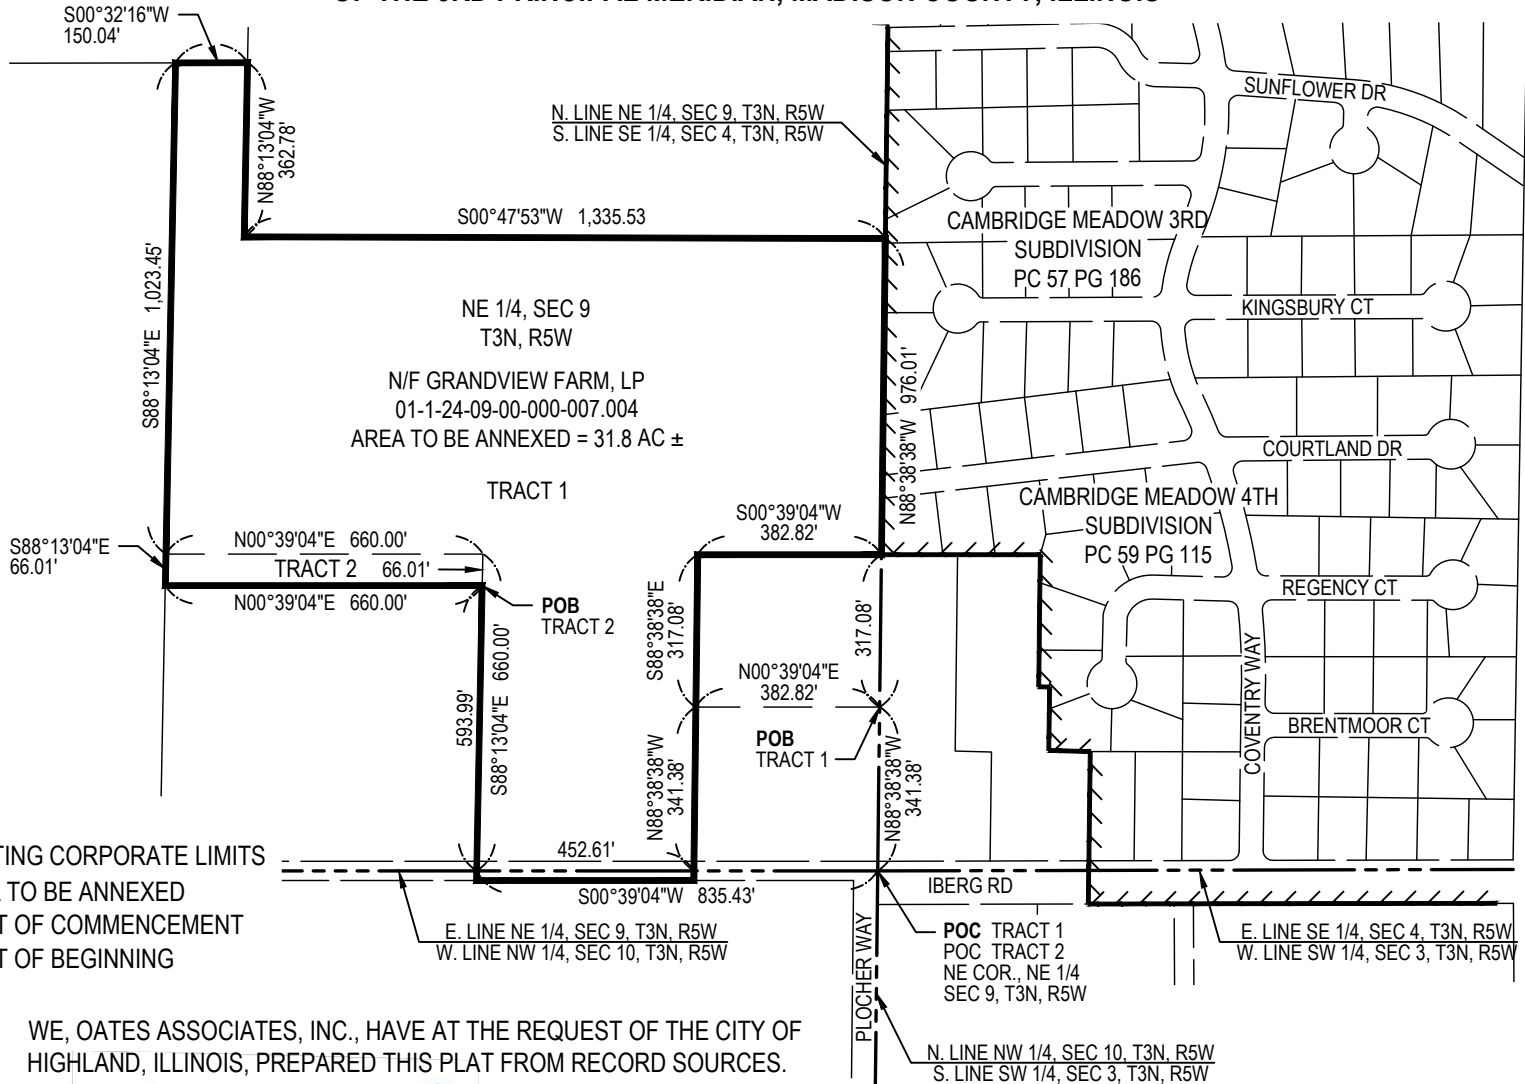 S00°32'16"W
150.04'
N88°13'04"W
362.78'
N. LINE NE 1/4, SEC 9, T3N, R5W
S. LINE SE 1/4, SEC 4, T3N, R5W
SUNFLOWER DR
S00°47'53"W 1,335.53
CAMBRIDGE MEADOW 3RD
SUBDIVISION
PC 57 PG 186
KINGSBURY CT
S88°13'04"E 1,023.45'
NE 1/4, SEC 9
T3N, R5W
N/F GRANDVIEW FARM, LP
01-1-24-09-00-000-007.004
AREA TO BE ANNEXED = 31.8 AC ±
TRACT 1
N88°38'38"W 976.01'
COURTLAND DR
CAMBRIDGE MEADOW 4TH
SUBDIVISION
PC 59 PG 115
S00°39'04"W
382.82'
S88°13'04"E
66.01'
N00°39'04"E 660.00'
TRACT 2 66.01'
N00°39'04"E 660.00'
POB
TRACT 2
S88°38'38"E
317.08'
317.08'
REGENCY CT
N00°39'04"E
382.82'
593.99'
S88°13'04"E 660.00'
POB
TRACT 1
COVENTRY WAY
BRENTMOOR CT
N88°38'38"W
341.38'
N88°38'38"W
341.38'
TING CORPORATE LIMITS
TO BE ANNEXED
T OF COMMENCEMENT
T OF BEGINNING
452.61'
S00°39'04"W 835.43'
IBERG RD
E. LINE NE 1/4, SEC 9, T3N, R5W
W. LINE NW 1/4, SEC 10, T3N, R5W
PLOCHER WAY
POC TRACT 1
POC TRACT 2
NE COR., NE 1/4
SEC 9, T3N, R5W
E. LINE SE 1/4, SEC 4, T3N, R5W
W. LINE SW 1/4, SEC 3, T3N, R5W
WE, OATES ASSOCIATES, INC., HAVE AT THE REQUEST OF THE CITY OF
HIGHLAND, ILLINOIS, PREPARED THIS PLAT FROM RECORD SOURCES.
N. LINE NW 1/4, SEC 10, T3N, R5W
S. LINE SW 1/4, SEC 3, T3N, R5W